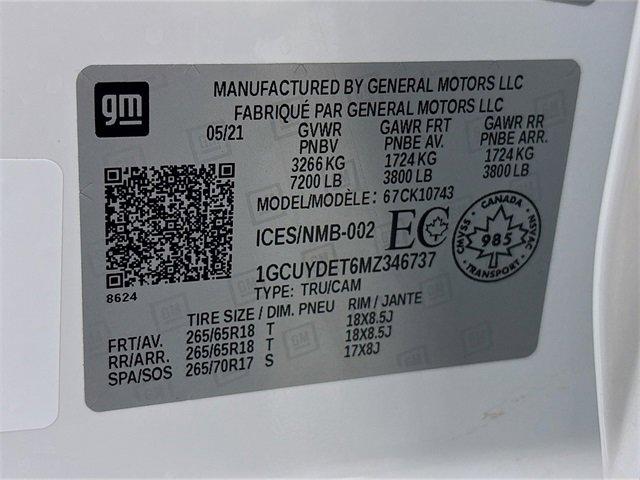 gm
MANUFACTURED BY GENERAL MOTORS LLC
FABRIQUÉ PAR GENERAL MOTORS LLC
05/21 GVWR GAWR FRT GAWR RR
PNBV PNBE AV. PNBE ARR.
3266 KG 1724 KG 1724 KG
7200 LB 3800 LB 3800 LB
MODEL/MODÈLE: 67CK10743
ICES/NMB-002 EC
CANADA
CMVSS 985 NSVAC
TRANSPORT
1GCUYDET6MZ346737
8624
TYPE: TRU/CAM
TIRE SIZE / DIM. PNEU RIM / JANTE
FRT/AV. 265/65R18 T 18X8.5J
RR/ARR. 265/65R18 T 18X8.5J
SPA/SOS 265/70R17 S 17X8J